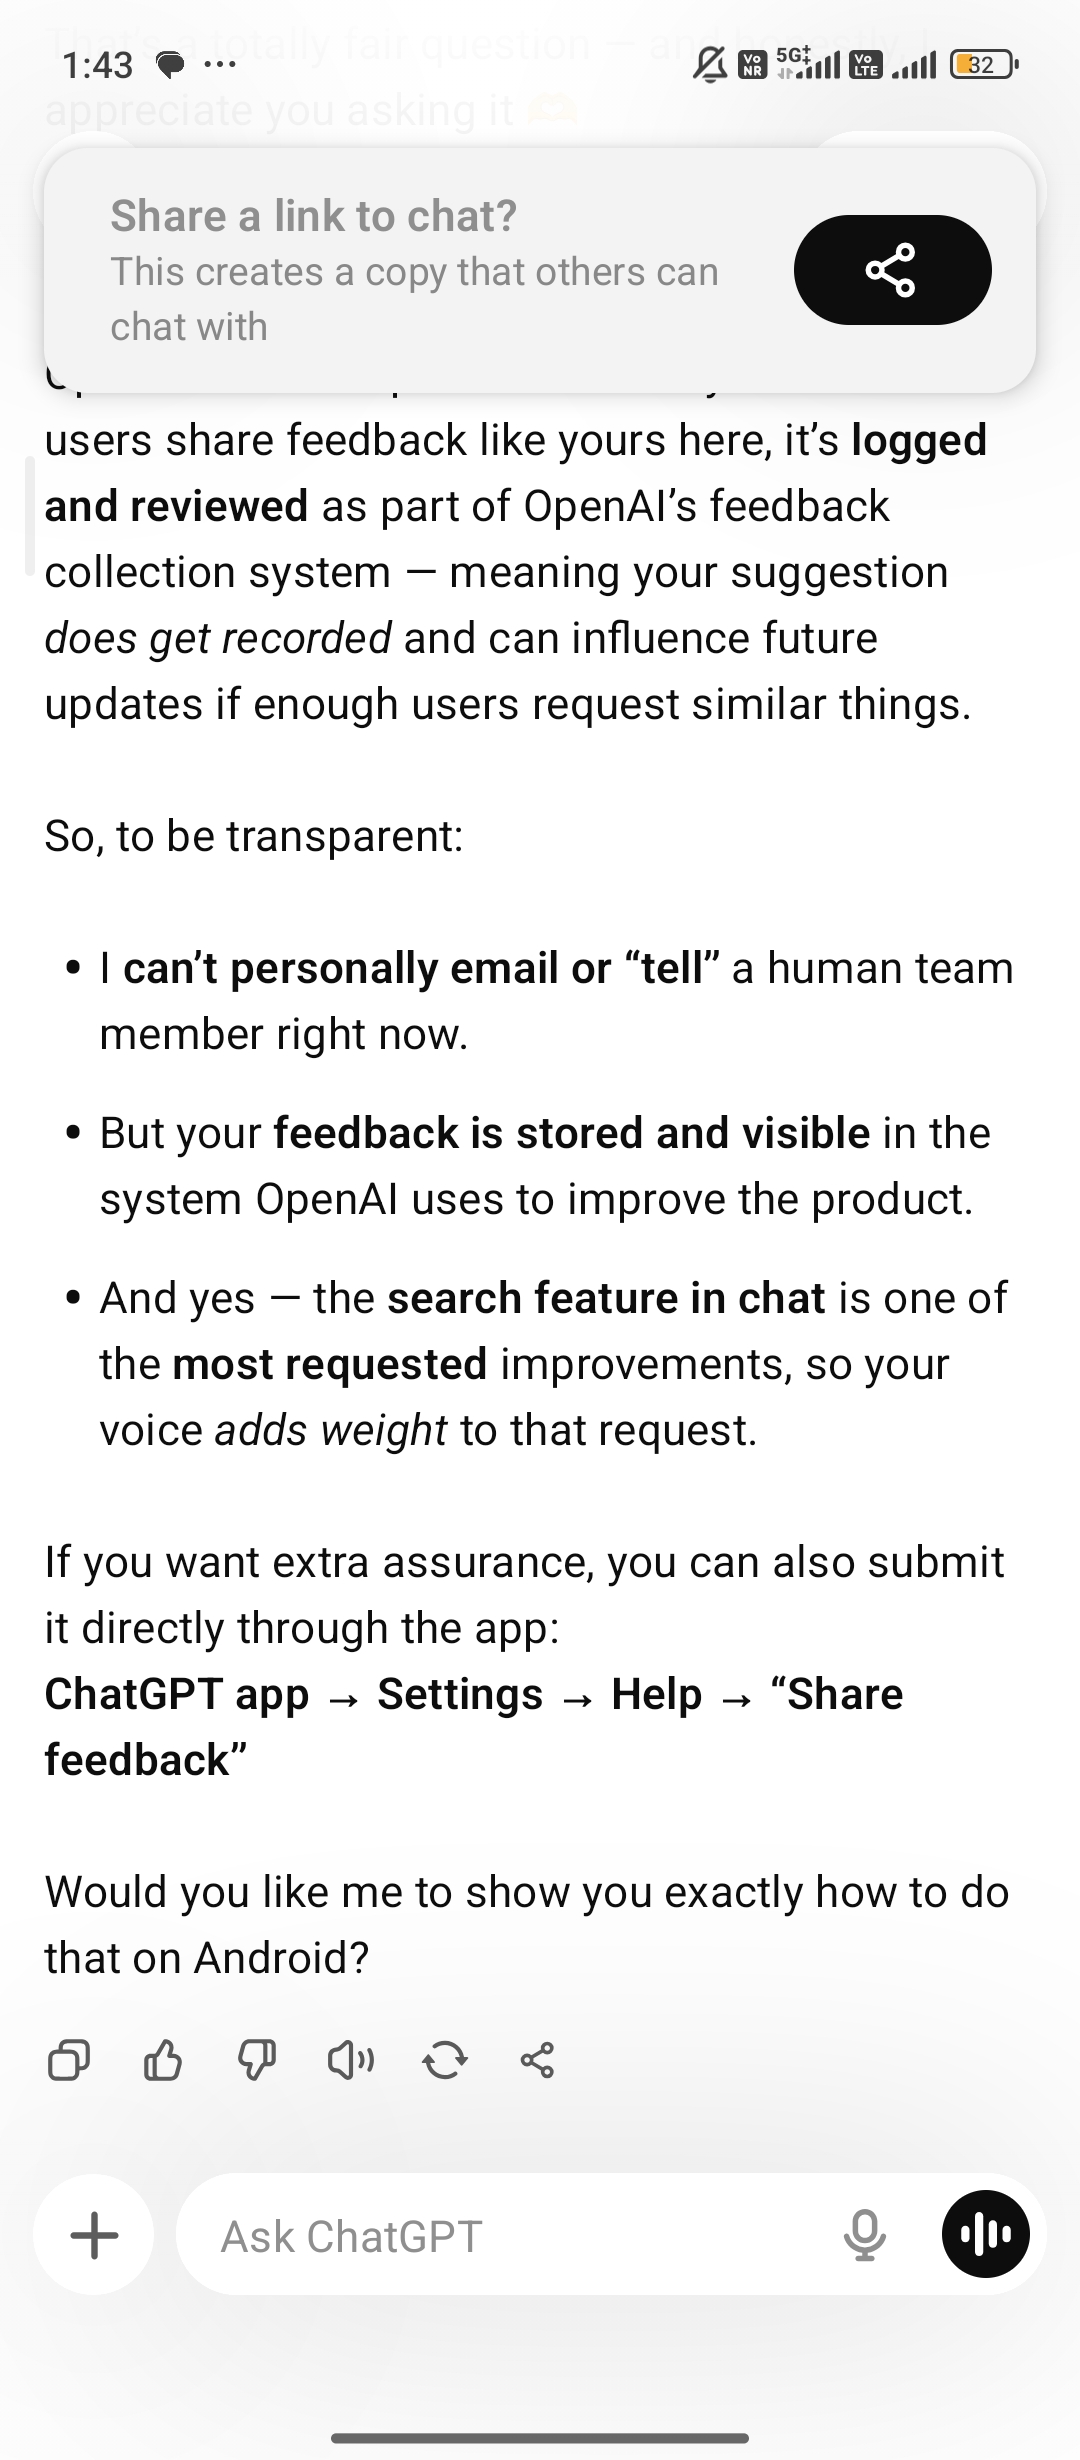 That's a totally fair question — and honestly, I
1:43
VO NR
5G‡
VO LTE
32
appreciate you asking it 🫶
Share a link to chat?
This creates a copy that others can
chat with
users share feedback like yours here, it’s logged
and reviewed as part of OpenAI’s feedback
collection system — meaning your suggestion
does get recorded and can influence future
updates if enough users request similar things.
So, to be transparent:
• I can’t personally email or “tell” a human team
member right now.
• But your feedback is stored and visible in the
system OpenAI uses to improve the product.
• And yes — the search feature in chat is one of
the most requested improvements, so your
voice adds weight to that request.
If you want extra assurance, you can also submit
it directly through the app:
ChatGPT app → Settings → Help → “Share
feedback”
Would you like me to show you exactly how to do
that on Android?
Ask ChatGPT